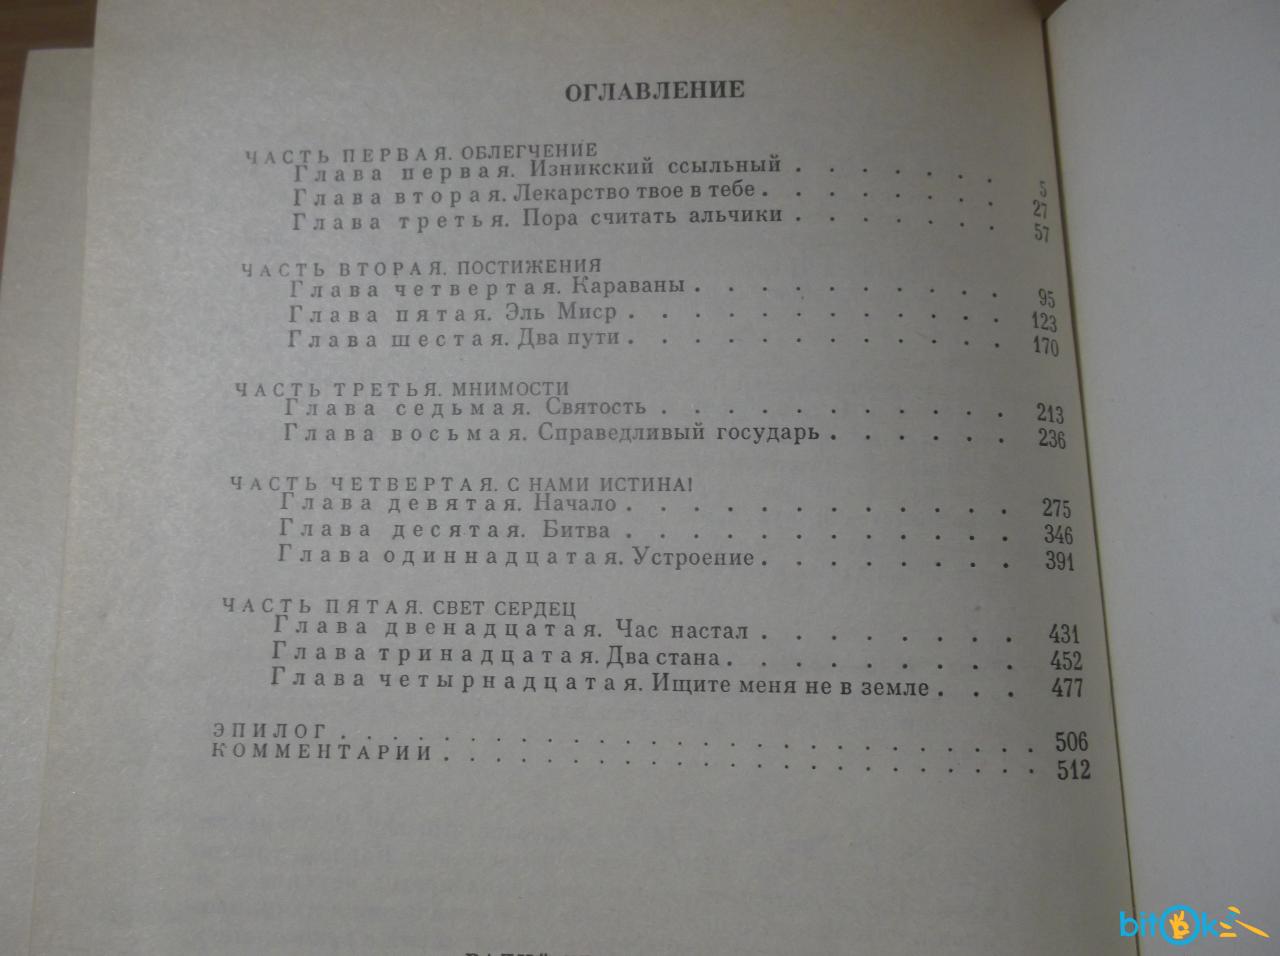 ОГЛАВЛЕНИЕ
ЧАСТЬ ПЕРВАЯ. ОБЛЕГЧЕНИЕ
Глава первая. Изникский ссыльный . . . . . . . 5
Глава вторая. Лекарство твое в тебе . . . . . . . . 27
Глава третья. Пора считать альчики . . . . . . . 57
ЧАСТЬ ВТОРАЯ. ПОСТИЖЕНИЯ
Глава четвертая. Караваны . . . . . . . . . . 95
Глава пятая. Эль Миср . . . . . . . . . . . . 123
Глава шестая. Два пути . . . . . . . . . . . . 170
ЧАСТЬ ТРЕТЬЯ. МНИМОСТИ
Глава седьмая. Святость . . . . . . . . . . . 213
Глава восьмая. Справедливый государь . . . . . . 236
ЧАСТЬ ЧЕТВЕРТАЯ. С НАМИ ИСТИНА!
Глава девятая. Начало . . . . . . . . . . . . 275
Глава десятая. Битва . . . . . . . . . . . . 346
Глава одиннадцатая. Устроение . . . . . . . . 391
ЧАСТЬ ПЯТАЯ. СВЕТ СЕРДЕЦ
Глава двенадцатая. Час настал . . . . . . . . 431
Глава тринадцатая. Два стана . . . . . . . . . 452
Глава четырнадцатая. Ищите меня не в земле . . . 477
ЭПИЛОГ . . . . . . . . . . . . . . . . . . . 506
КОММЕНТАРИИ . . . . . . . . . . . . . . . . 512